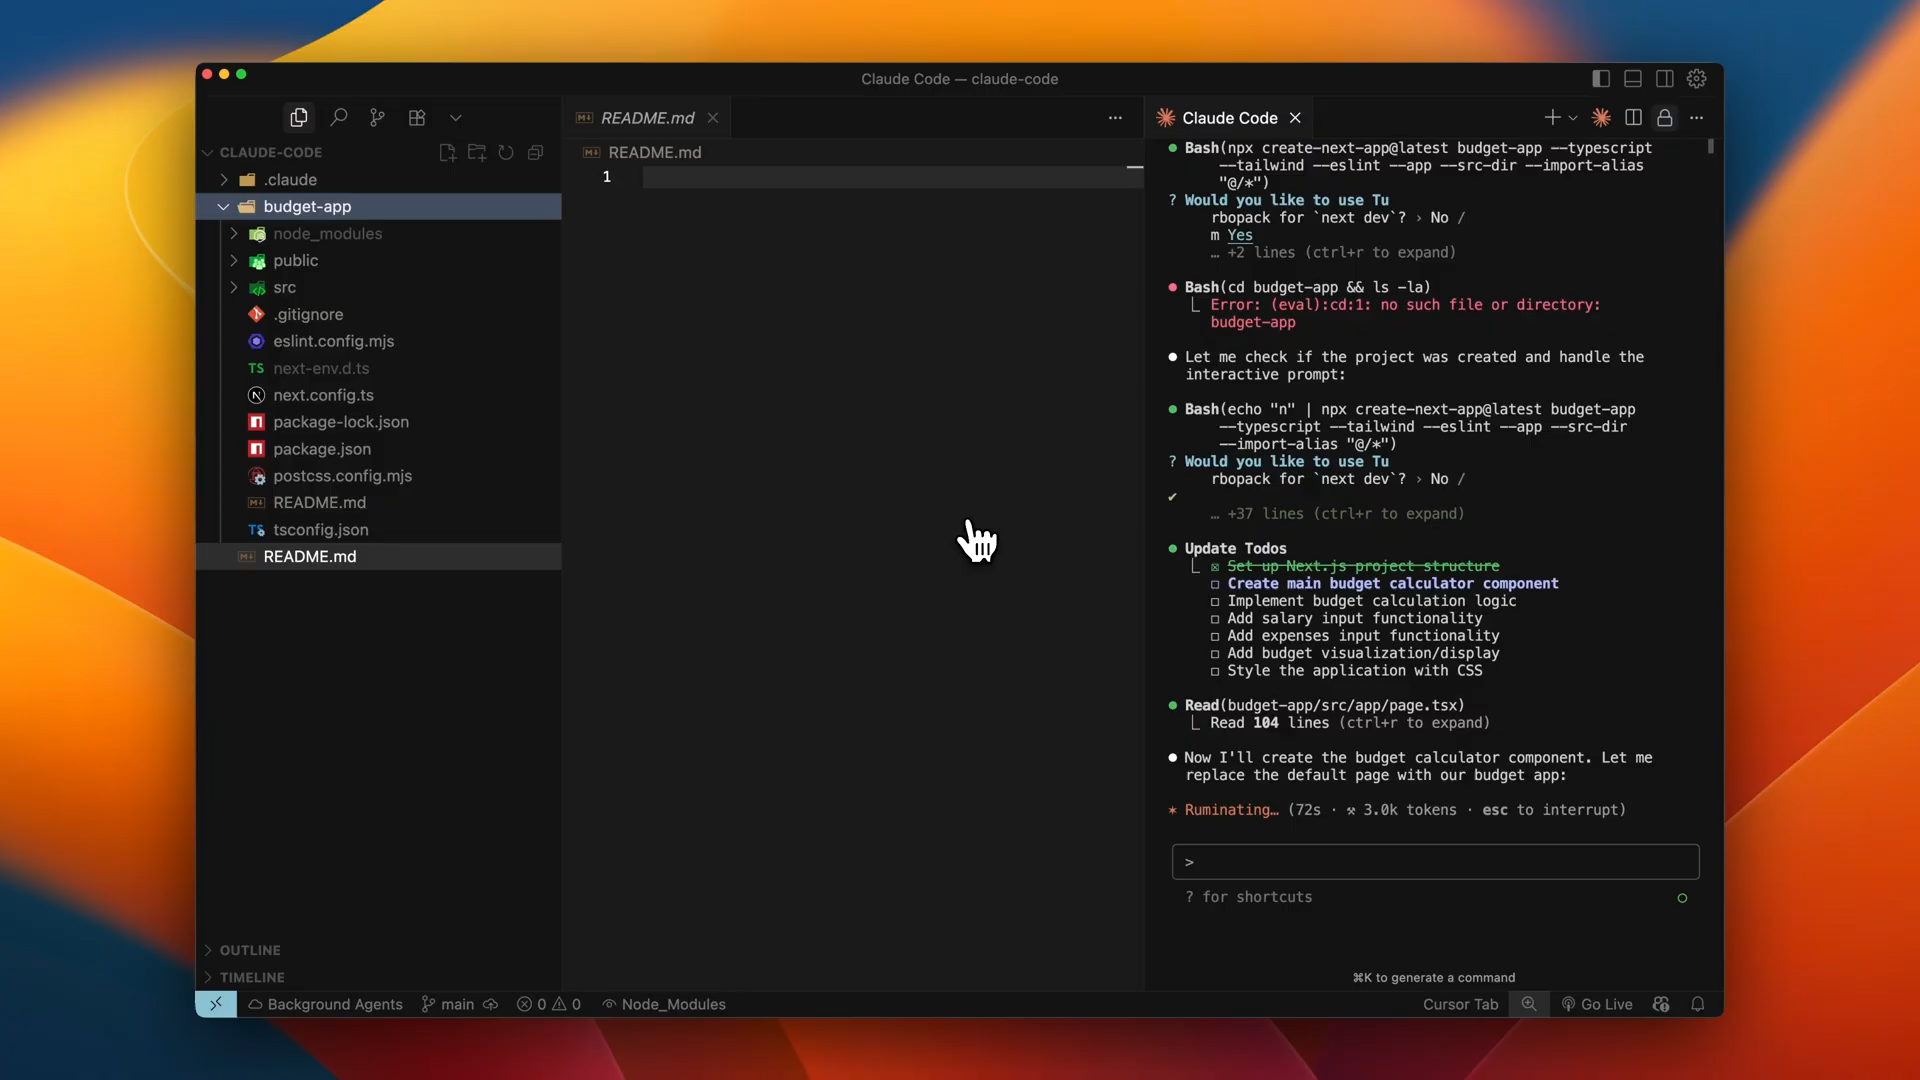 Claude Code — claude-code
CLAUDE-CODE
.claude
budget-app
node_modules
public
src
.gitignore
eslint.config.mjs
TS next-env.d.ts
next.config.ts
package-lock.json
package.json
postcss.config.mjs
README.md
TS tsconfig.json
README.md
OUTLINE
TIMELINE
README.md
README.md
1
Claude Code
Bash(npx create-next-app@latest budget-app --typescript
--tailwind --eslint --app --src-dir --import-alias
"@/*")
? Would you like to use Tu
rbopack for `next dev`? › No /
m Yes
… +2 lines (ctrl+r to expand)
Bash(cd budget-app && ls -la)
Error: (eval):cd:1: no such file or directory:
budget-app
Let me check if the project was created and handle the
interactive prompt:
Bash(echo "n" | npx create-next-app@latest budget-app
--typescript --tailwind --eslint --app --src-dir
--import-alias "@/*")
? Would you like to use Tu
rbopack for `next dev`? › No /
✔
… +37 lines (ctrl+r to expand)
Update Todos
☒ Set up Next.js project structure
☐ Create main budget calculator component
☐ Implement budget calculation logic
☐ Add salary input functionality
☐ Add expenses input functionality
☐ Add budget visualization/display
☐ Style the application with CSS
Read(budget-app/src/app/page.tsx)
Read 104 lines (ctrl+r to expand)
Now I'll create the budget calculator component. Let me
replace the default page with our budget app:
✶ Ruminating… (72s · ⚒ 3.0k tokens · esc to interrupt)
>
? for shortcuts
⌘K to generate a command
Background Agents main 0 0 Node_Modules Cursor Tab Go Live